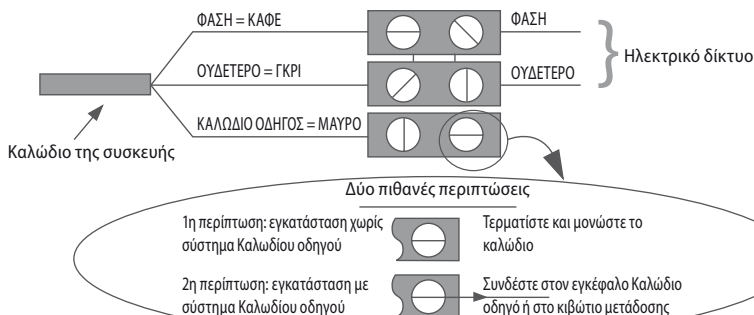 ΦΑΣΗ = ΚΑΦΕ
ΦΑΣΗ
ΟΥΔΕΤΕΡΟ = ΓΚΡΙ
ΟΥΔΕΤΕΡΟ
Ηλεκτρικό δίκτυο
ΚΑΛΩΔΙΟ ΟΔΗΓΟΣ = ΜΑΥΡΟ
Καλώδιο της συσκευής
Δύο πιθανές περιπτώσεις
1η περίπτωση: εγκατάσταση χωρίς
σύστημα Καλωδίου οδηγού
Τερματίστε και μονώστε το
καλώδιο
2η περίπτωση: εγκατάσταση με
σύστημα Καλωδίου οδηγού
Συνδέστε στον εγκέφαλο Καλώδιο
οδηγό ή στο κιβώτιο μετάδοσης